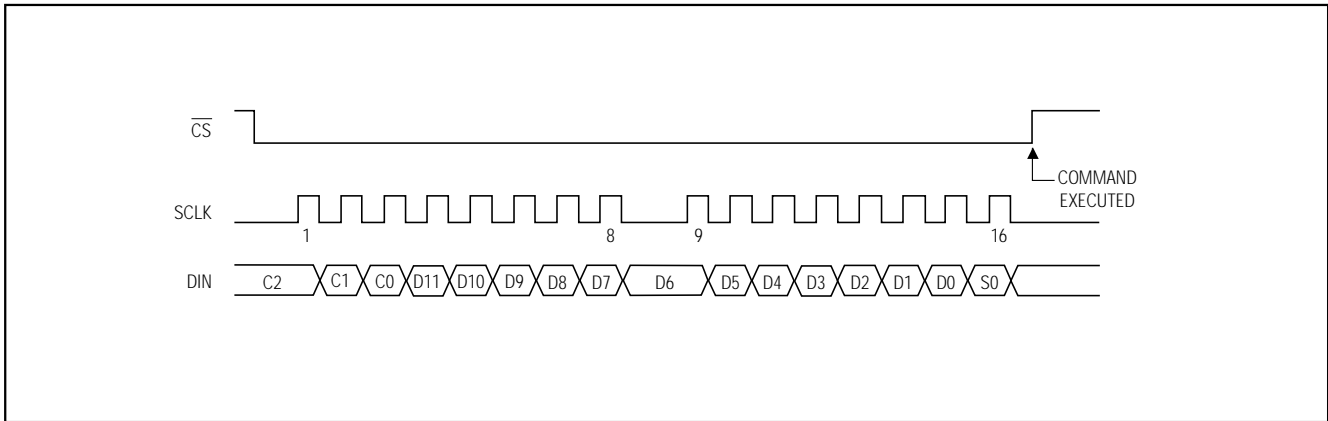 CS
COMMAND
EXECUTED
SCLK
1 8 9 16
DIN C2 C1 C0 D11 D10 D9 D8 D7 D6 D5 D4 D3 D2 D1 D0 S0